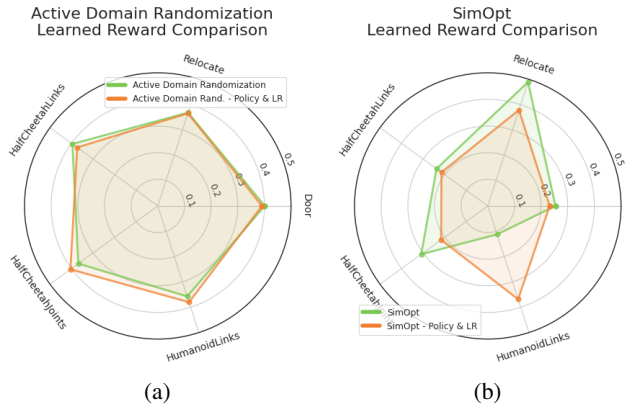 Active Domain Randomization
Learned Reward Comparison
Relocate
Active Domain Randomization
Active Domain Rand. - Policy & LR
HalfCheetahLinks
0.1
0.2
0.3
0.4
0.5
Door
HalfCheetahJoints
HumanoidLinks
(a)
SimOpt
Learned Reward Comparison
Relocate
HalfCheetahLinks
0.1
0.2
0.3
0.4
0.5
SimOpt
SimOpt - Policy & LR
HumanoidLinks
(b)